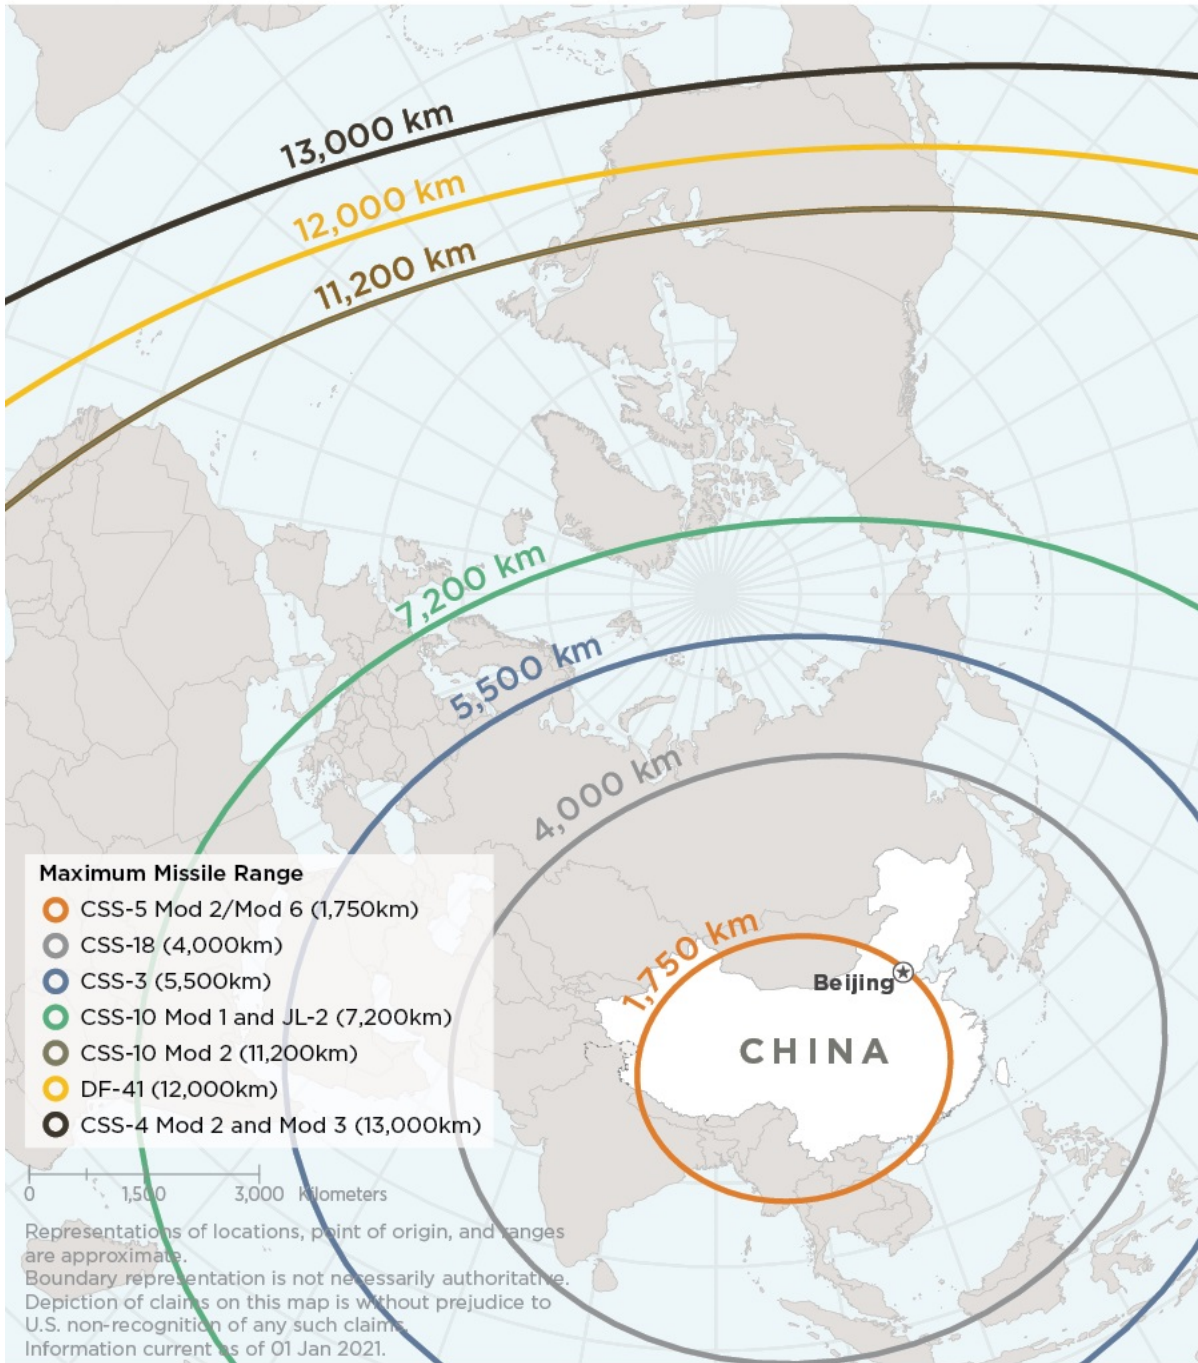 13,000 km
12,000 km
11,200 km
7,200 km
5,500 km
4,000 km
1,750 km
Beijing
CHINA
Maximum Missile Range
CSS-5 Mod 2/Mod 6 (1,750km)
CSS-18 (4,000km)
CSS-3 (5,500km)
CSS-10 Mod 1 and JL-2 (7,200km)
CSS-10 Mod 2 (11,200km)
DF-41 (12,000km)
CSS-4 Mod 2 and Mod 3 (13,000km)
0 1,500 3,000 Kilometers
Representations of locations, point of origin, and ranges
are approximate.
Boundary representation is not necessarily authoritative.
Depiction of claims on this map is without prejudice to
U.S. non-recognition of any such claims.
Information current as of 01 Jan 2021.